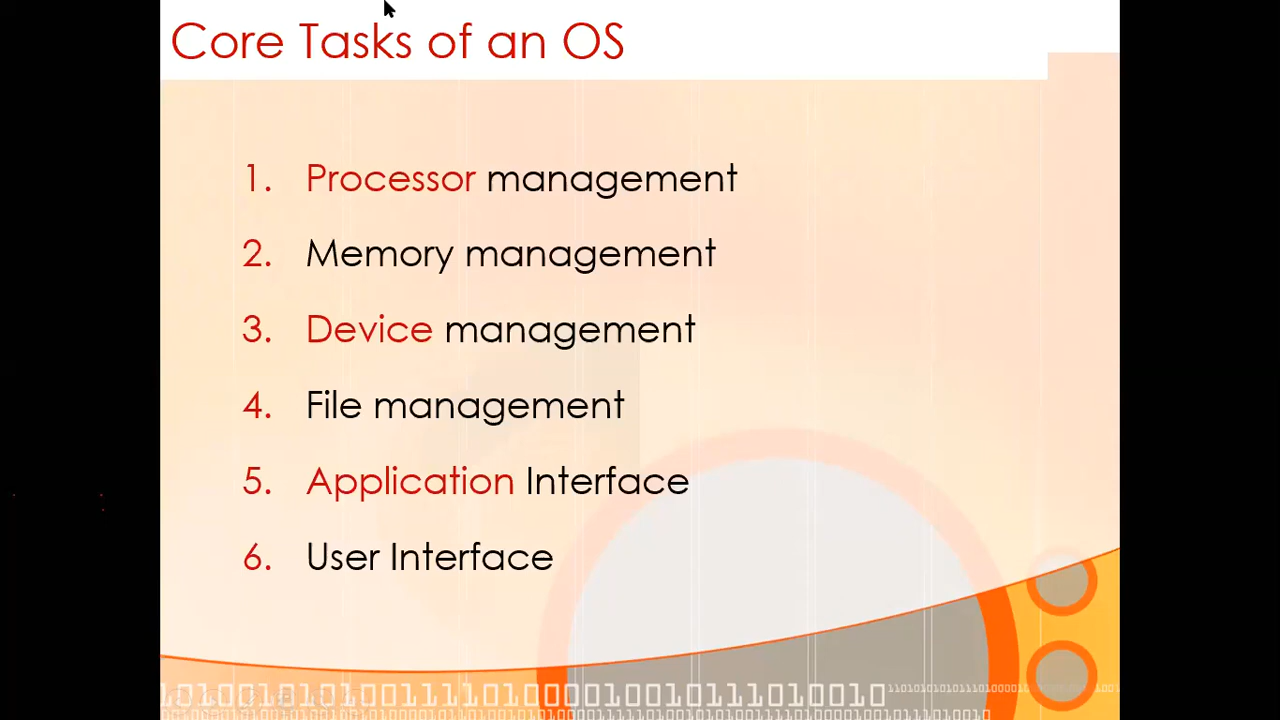 Core Tasks of an OS
1. Processor management
2. Memory management
3. Device management
4. File management
5. Application Interface
6. User Interface